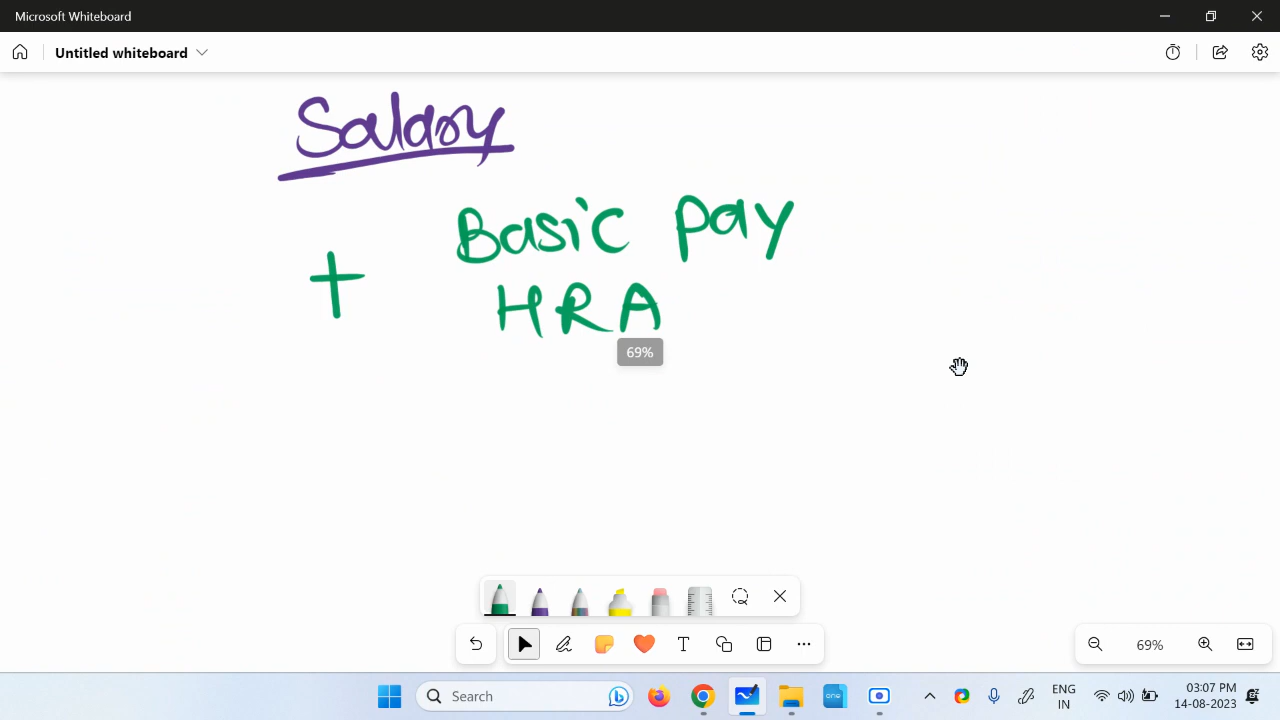 Microsoft Whiteboard
Untitled whiteboard
Salary
Basic pay
+
HRA
69%
69%
Search
one
ENG
IN
03:07 PM
14-08-2023